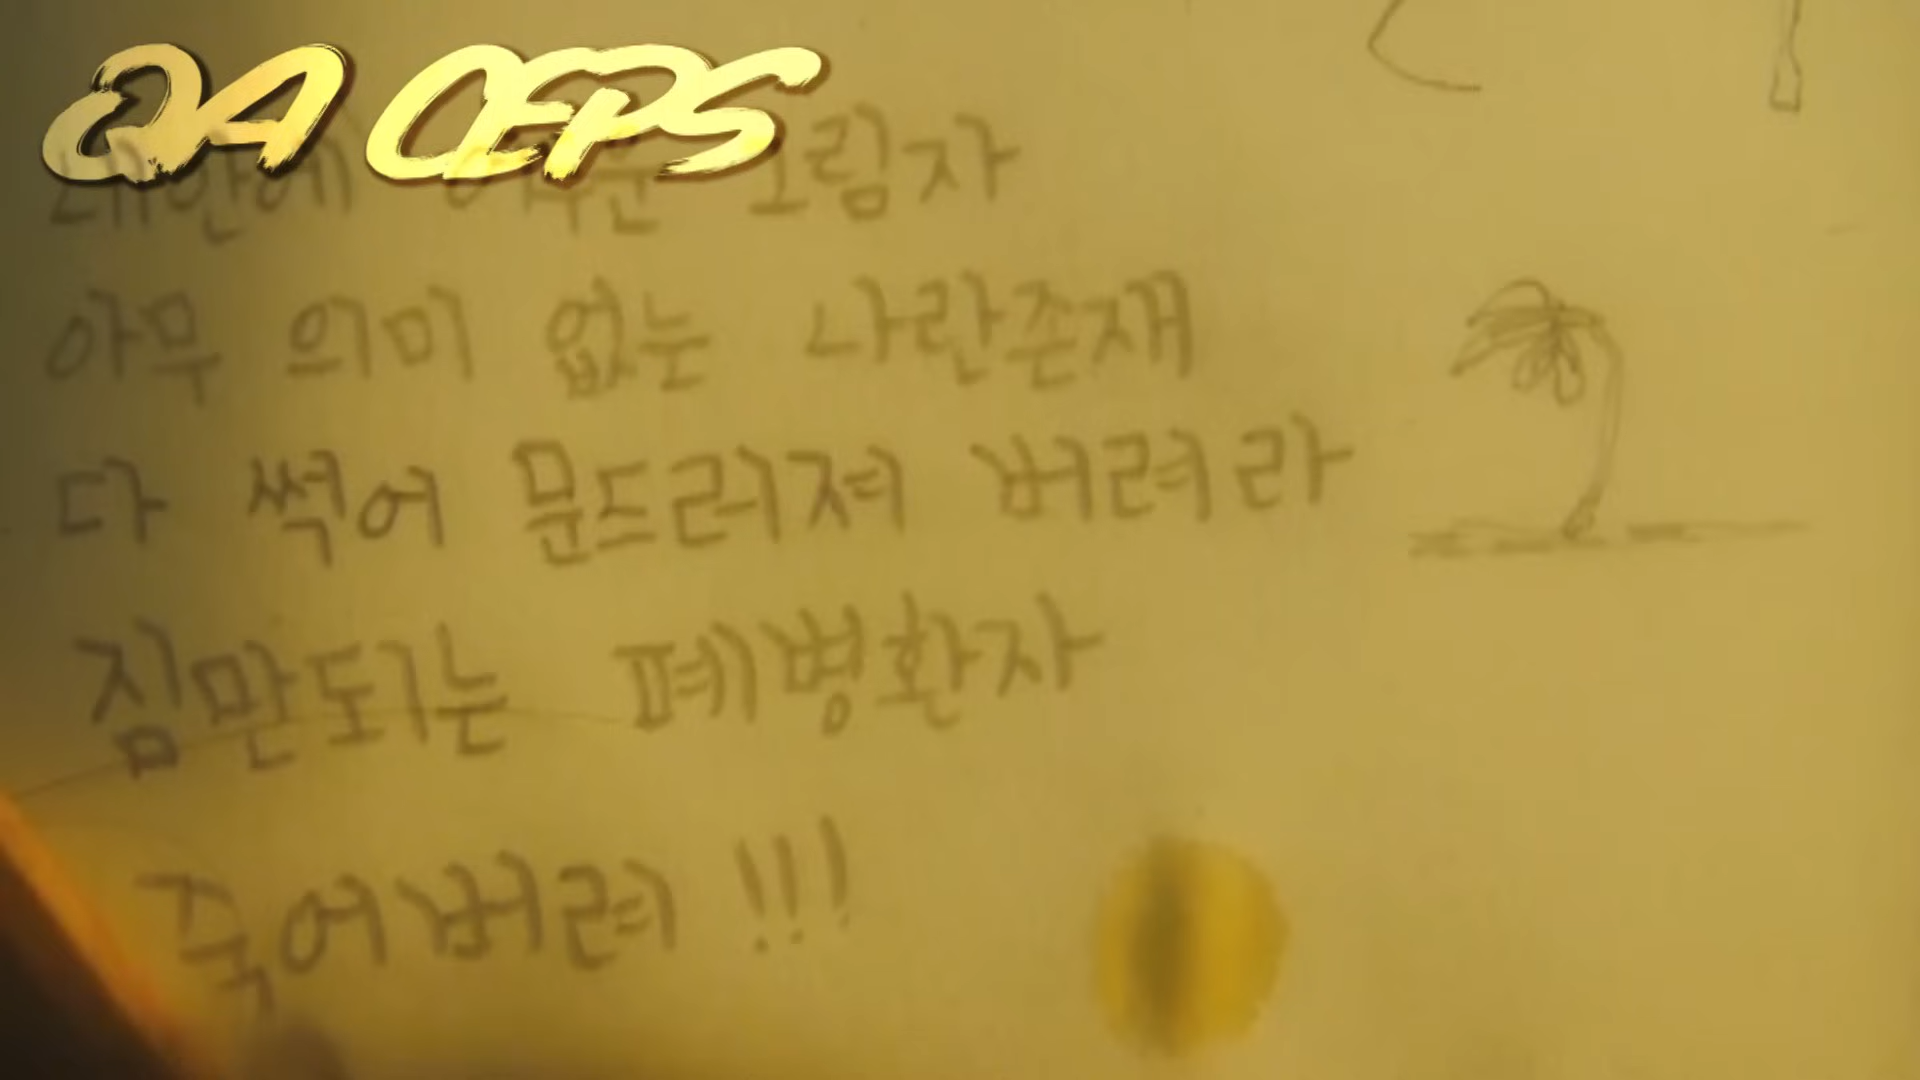 QA CEPS
그림자
아무 의미 없는 나란존재
다 썩어 문드러져 버려라
짐만되는 폐병환자
죽어버려!!!